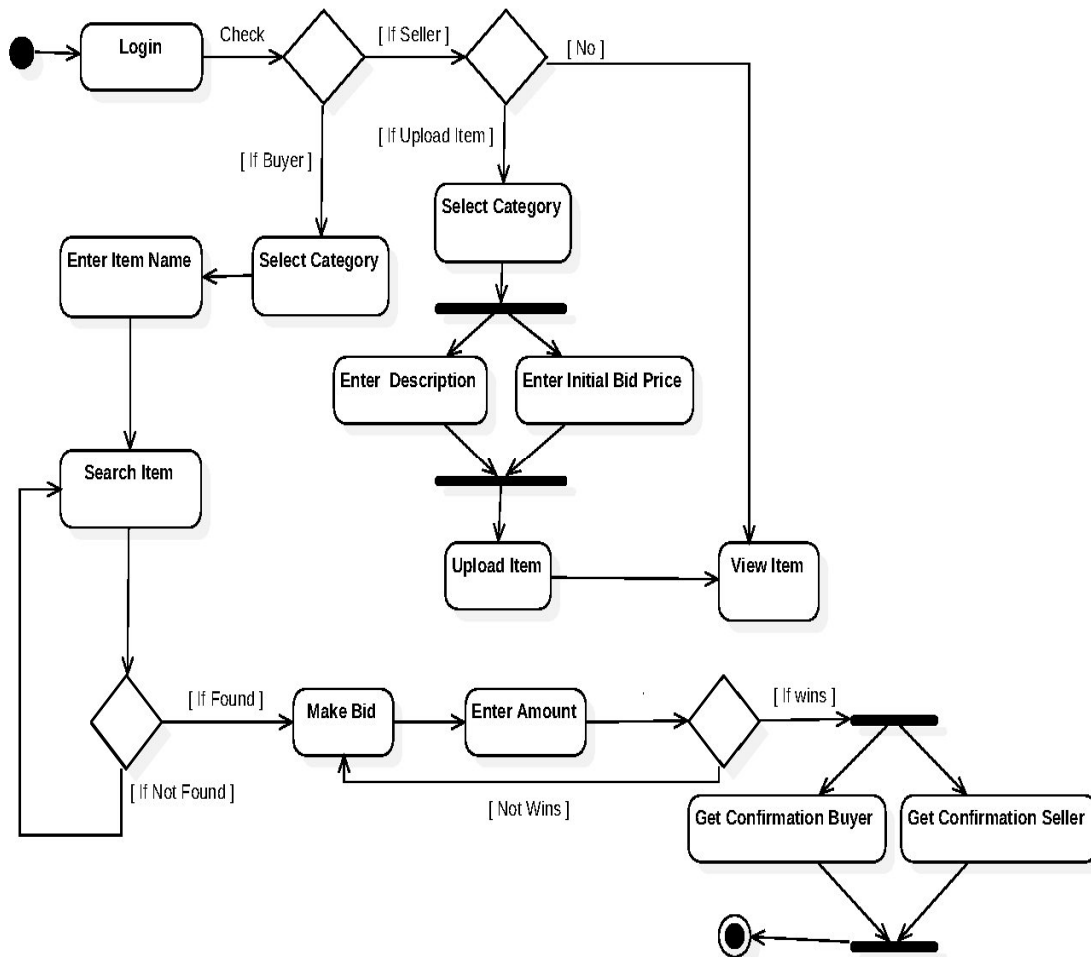 Login
Check
[ If Seller ]
[ No ]
[ If Upload Item ]
[ If Buyer ]
Select Category
Enter Item Name
Select Category
Enter Description
Enter Initial Bid Price
Search Item
Upload Item
View Item
[ If Found ]
[ If wins ]
Make Bid
Enter Amount
[ If Not Found ]
[ Not Wins ]
Get Confirmation Buyer
Get Confirmation Seller